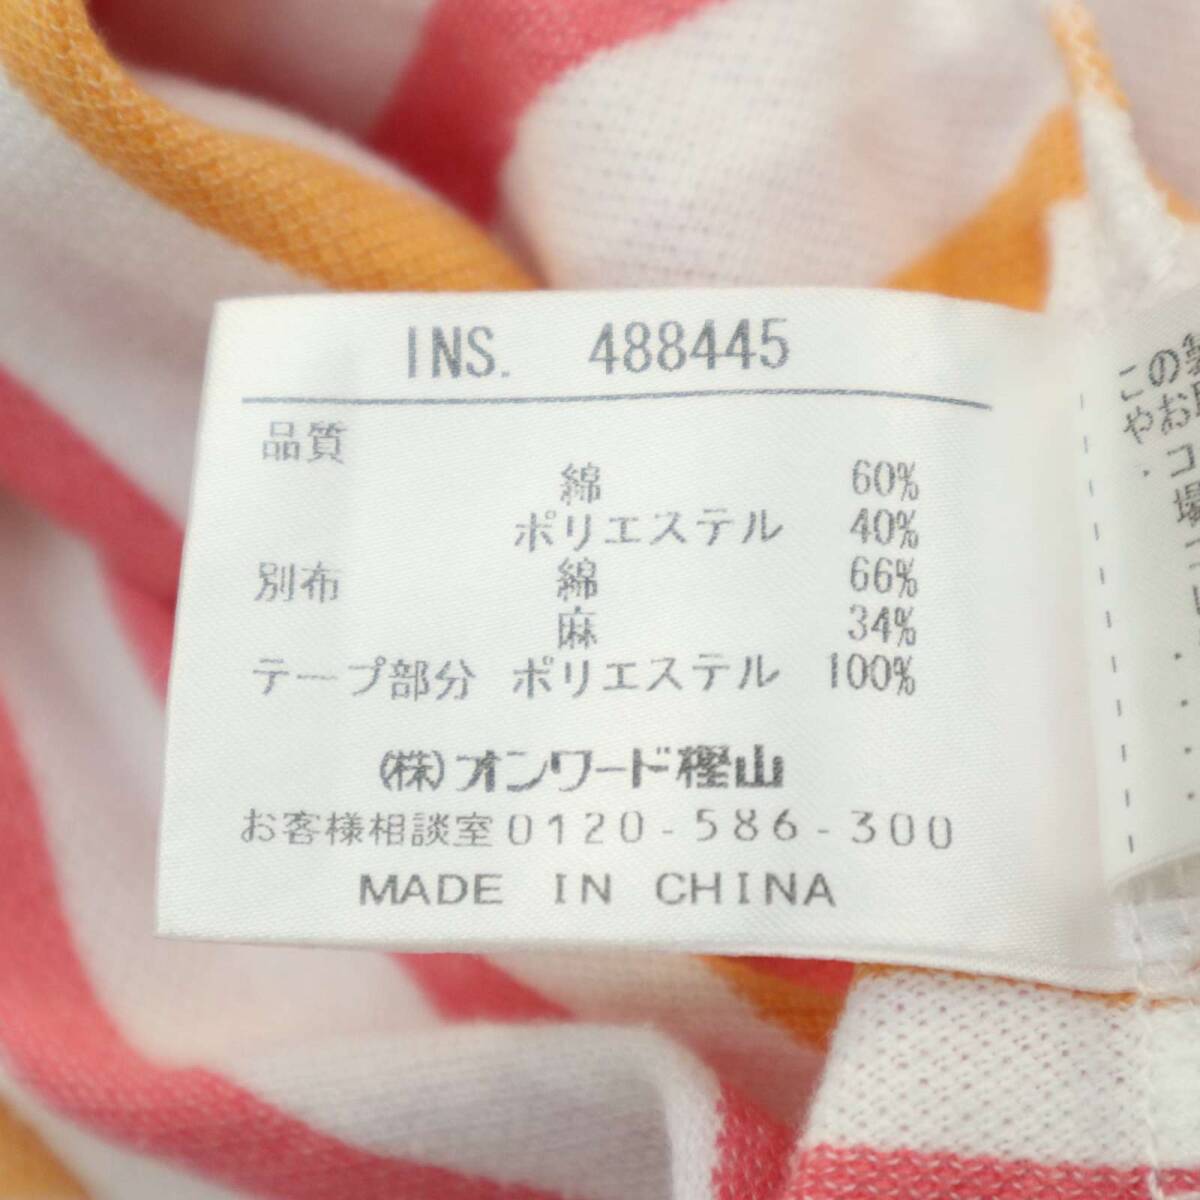 INS. 488445
品質
綿 60%
ポリエステル 40%
別布 綿 66%
麻 34%
テープ部分 ポリエステル 100%
(株)オンワード樫山
お客様相談室0120-586-300
MADE IN CHINA
この
やお
・コ
場